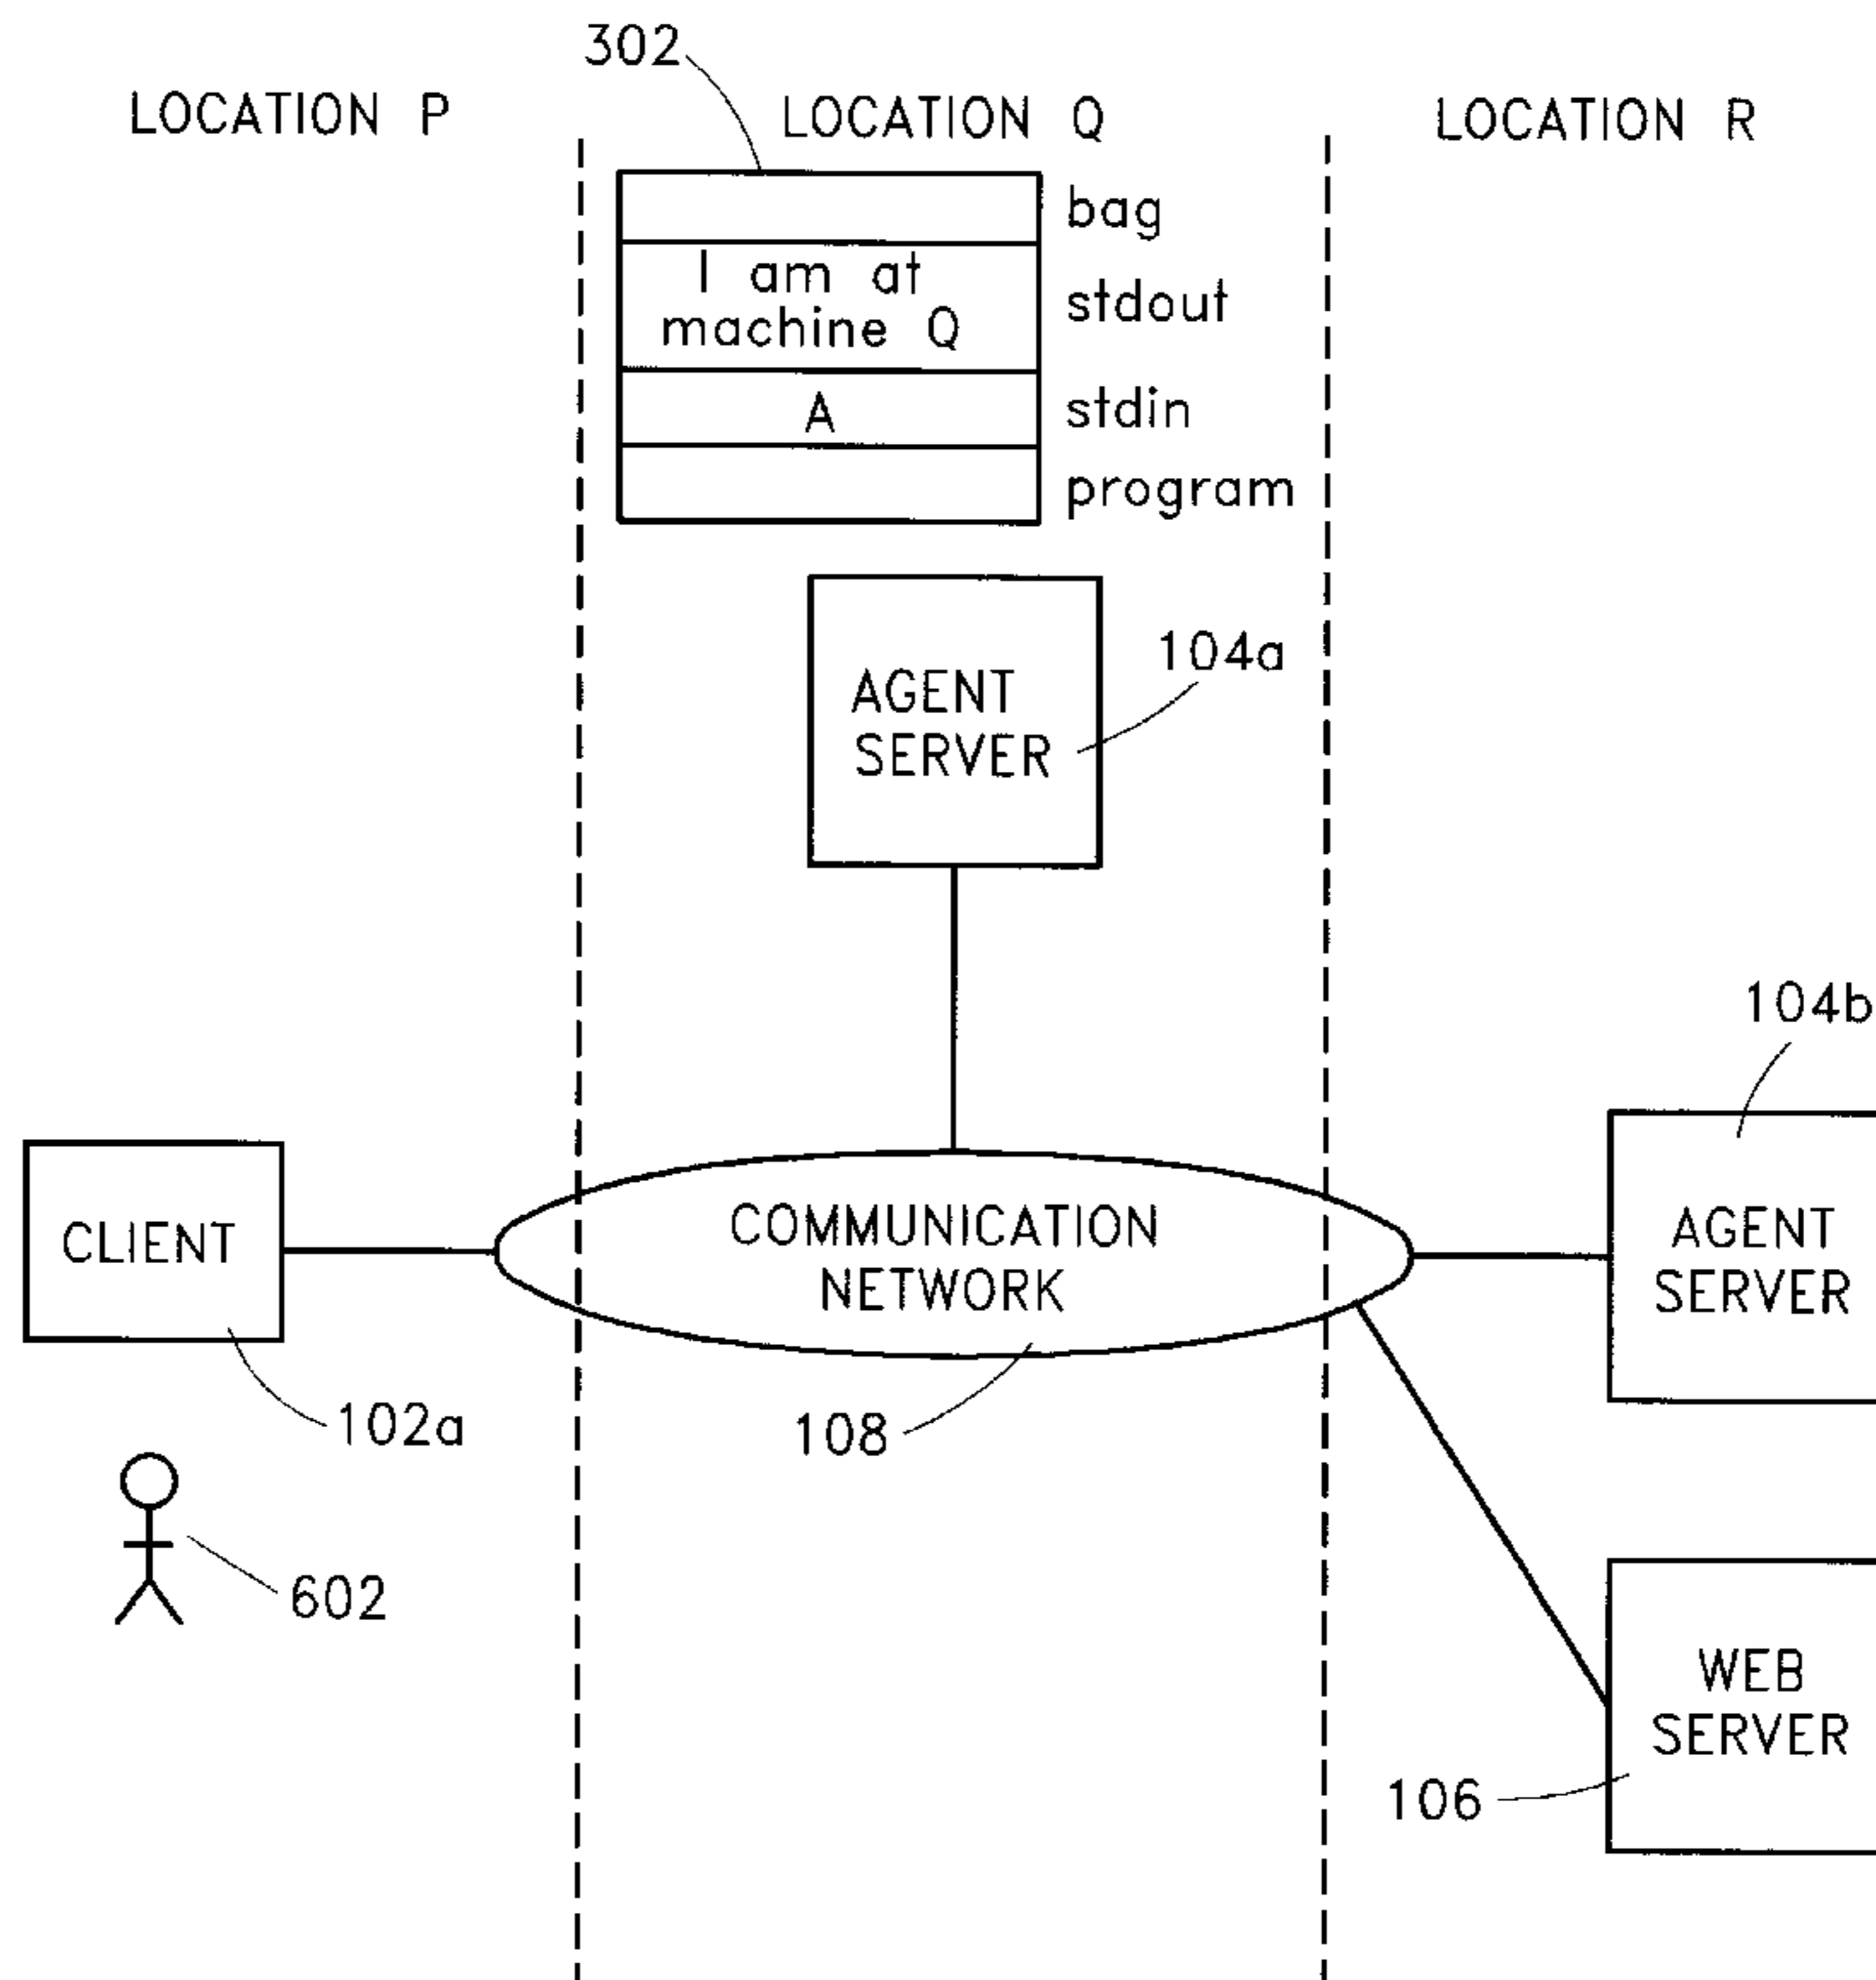 302
LOCATION P
LOCATION Q
LOCATION R
bag
I am at
machine Q
stdout
A
stdin
program
104a
AGENT
SERVER
104b
CLIENT
COMMUNICATION
NETWORK
AGENT
SERVER
102a
108
602
WEB
SERVER
106